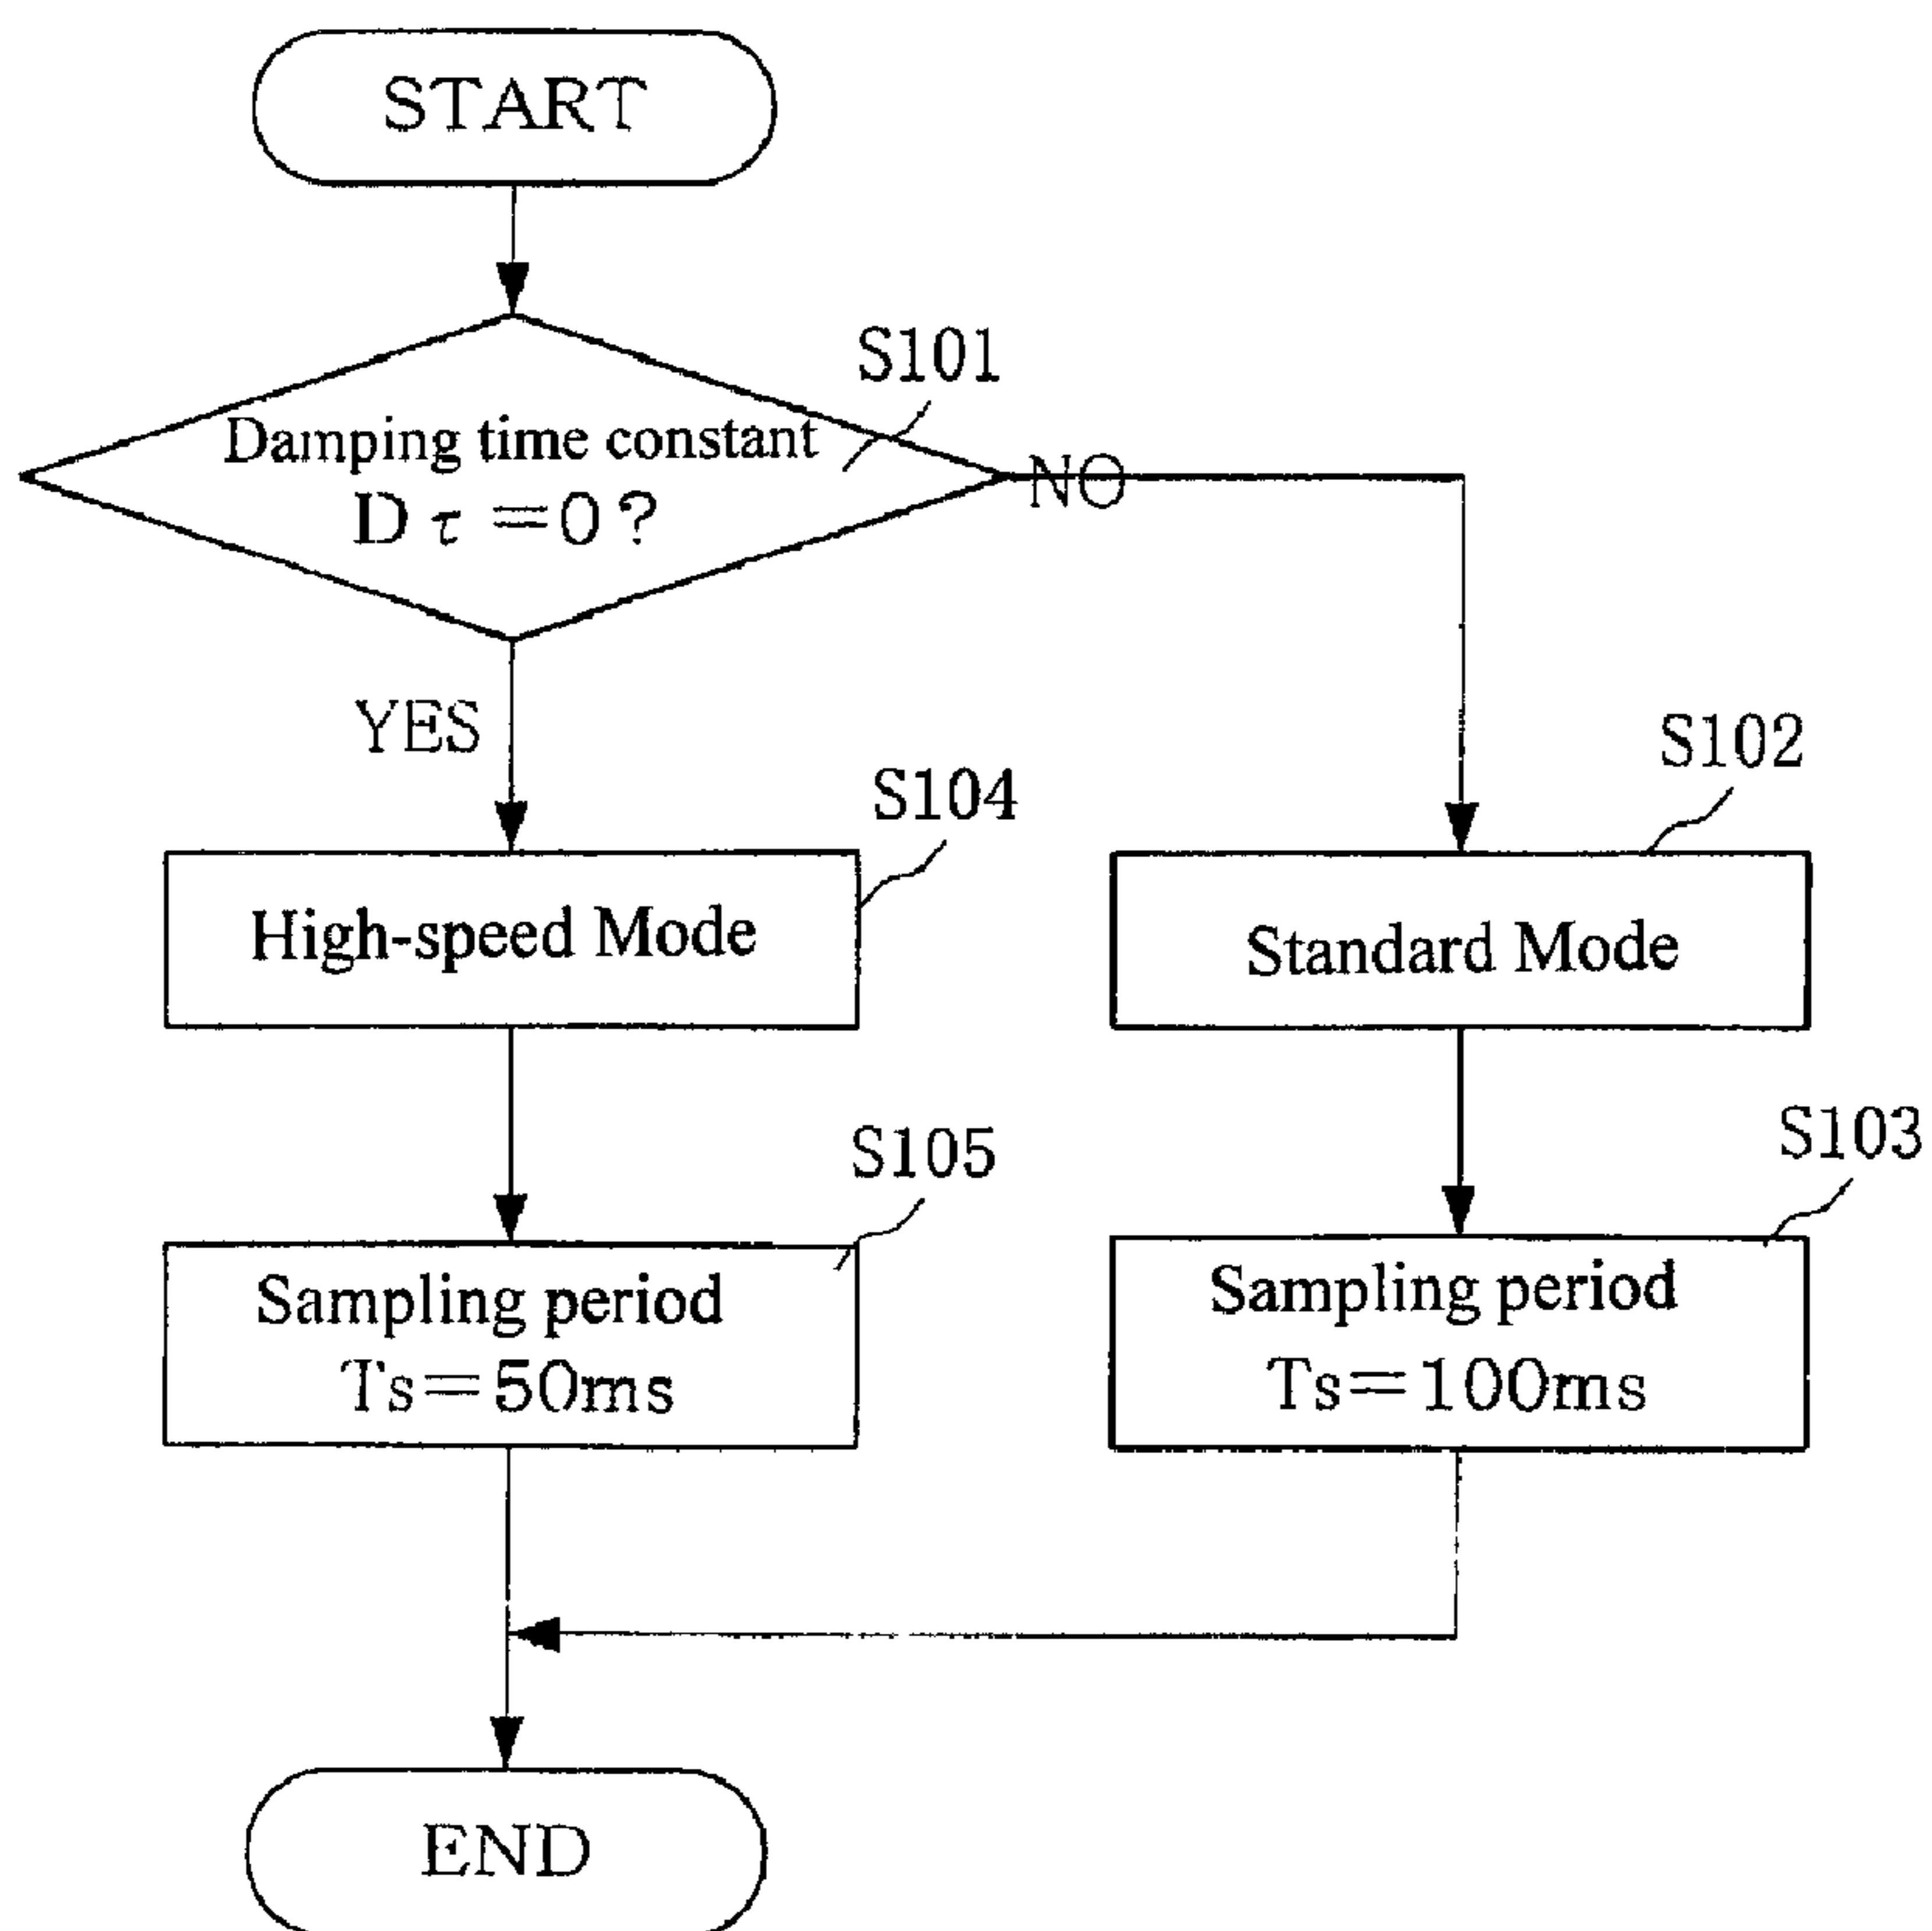 START
S101
Damping time constant
D τ =0?
NO
YES
S104
S102
High-speed Mode
Standard Mode
S105
S103
Sampling period
Ts=50ms
Sampling period
Ts=100ms
END